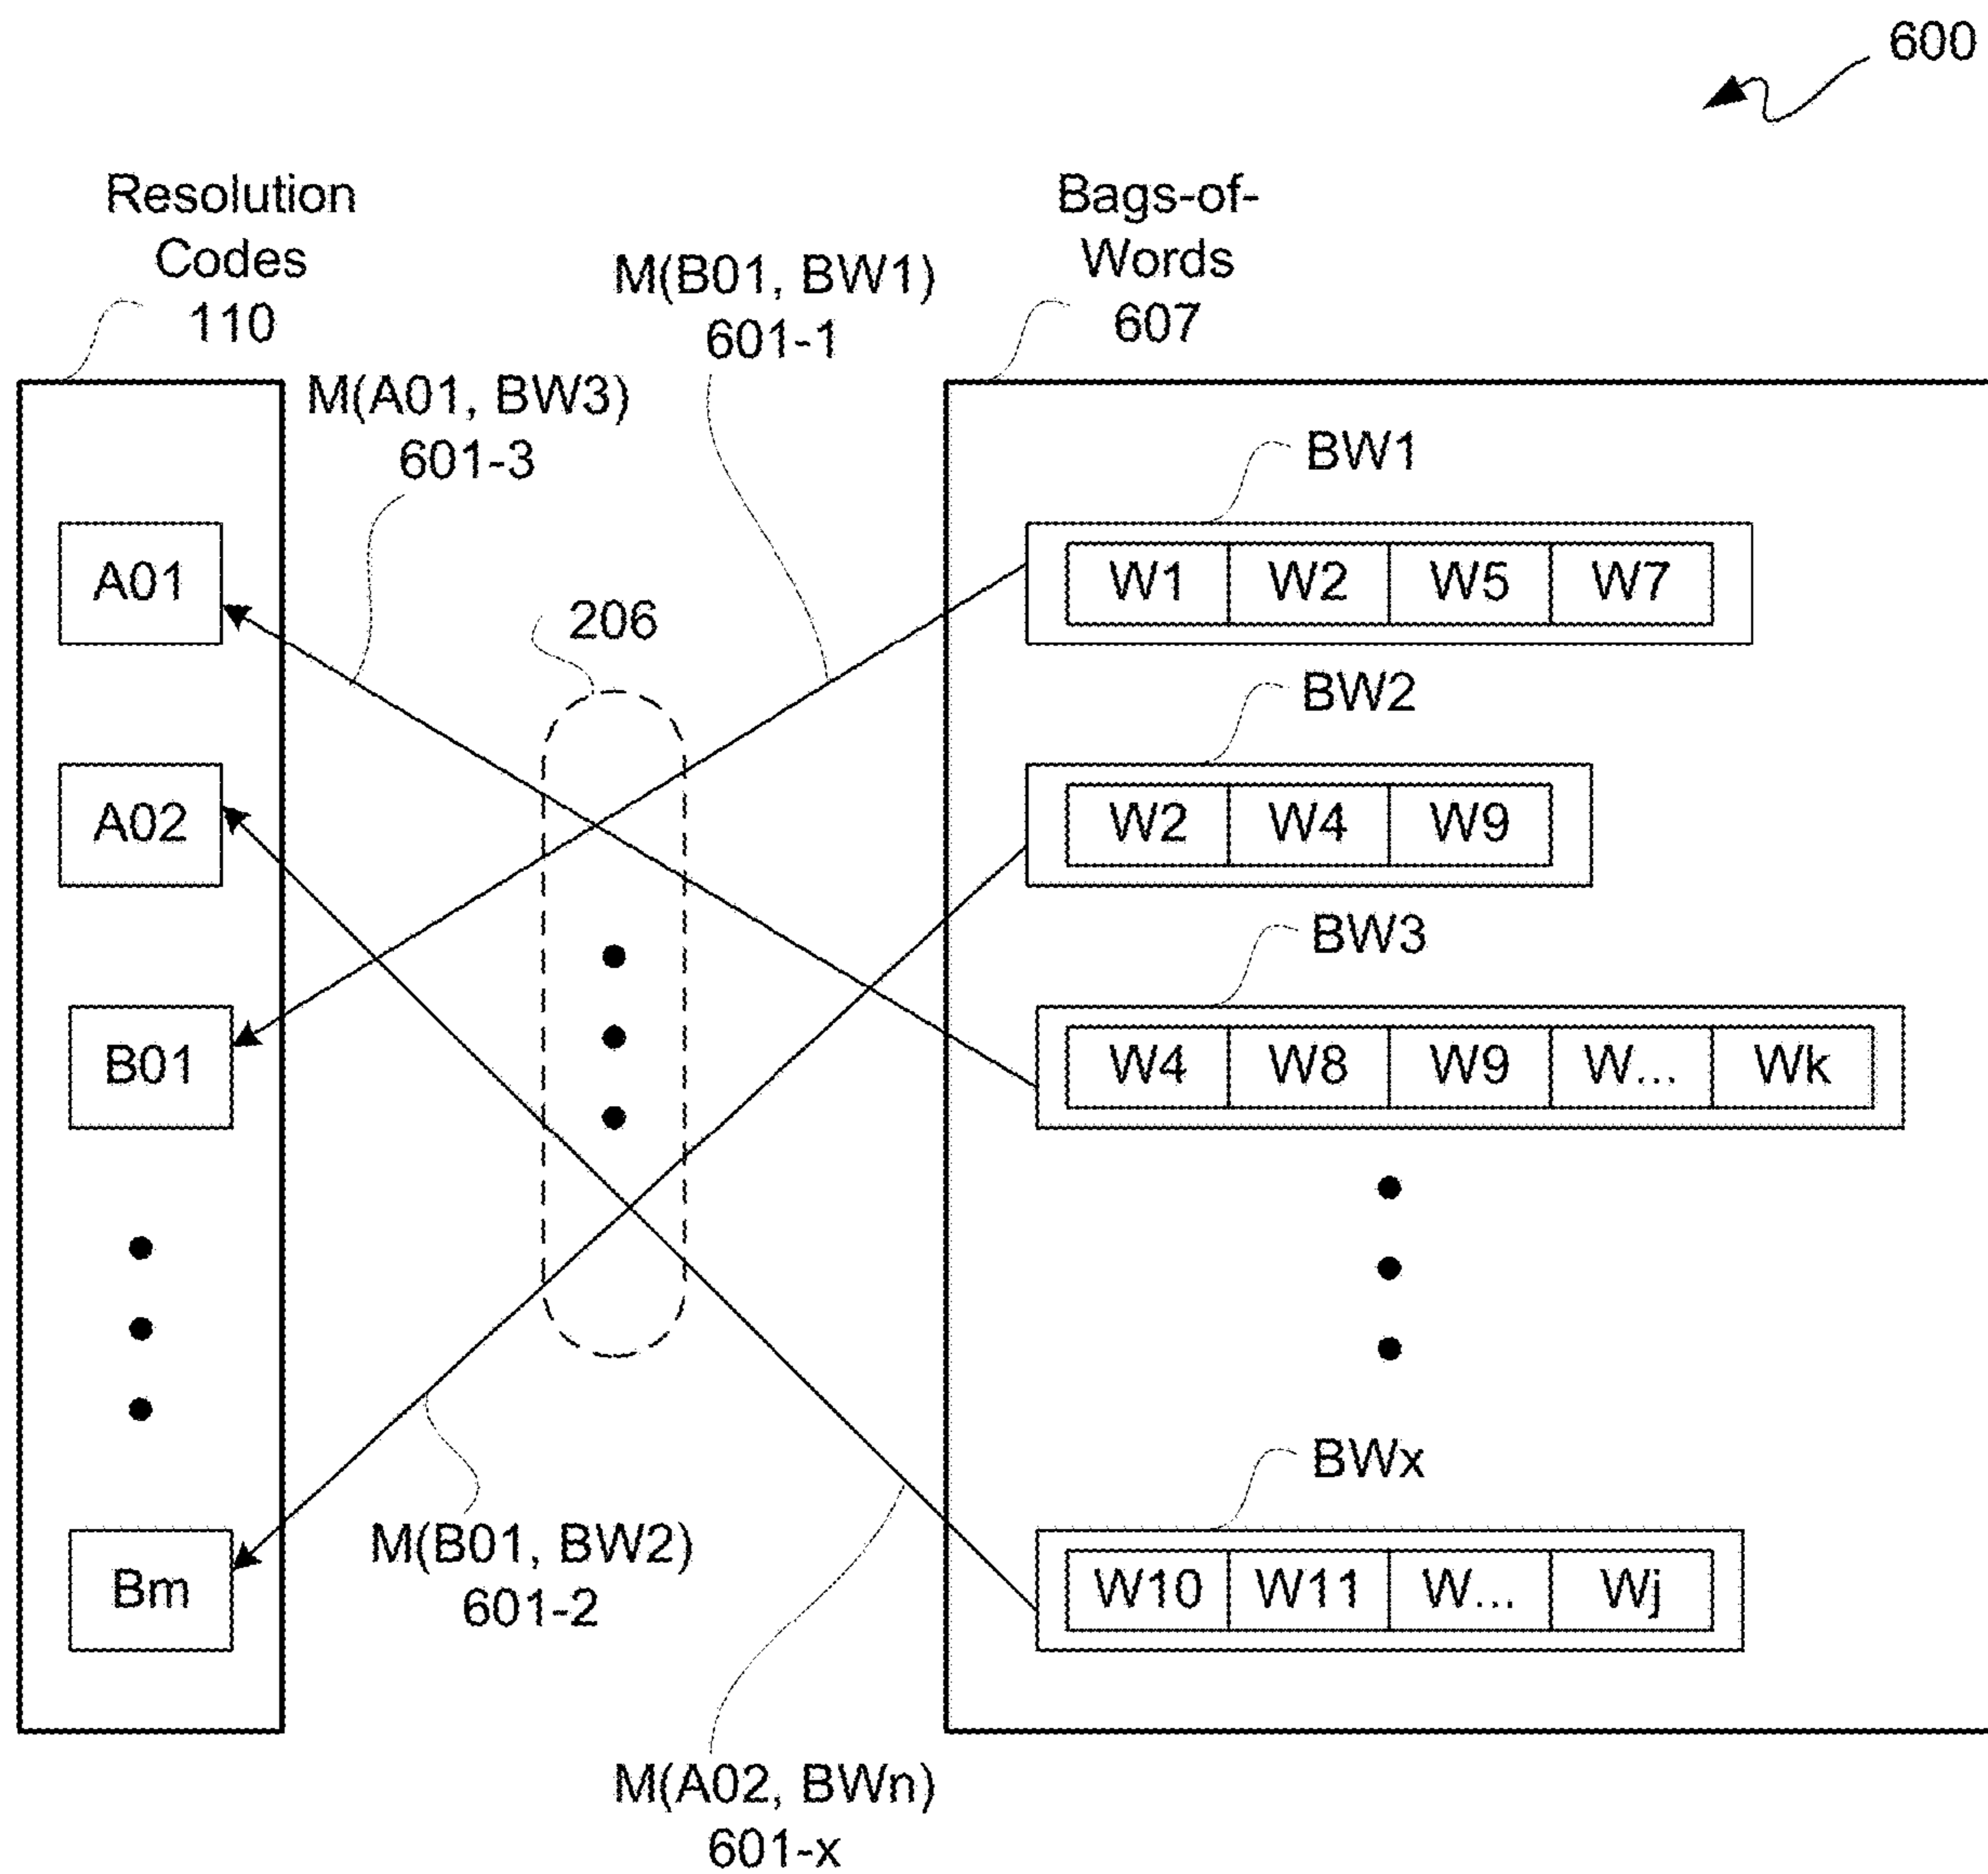 600
Resolution
Codes
110
Bags-of-
Words
607
M(B01, BW1)
601-1
M(A01, BW3)
601-3
BW1
A01
W1 W2 W5 W7
206
BW2
A02
W2 W4 W9
BW3
B01
W4 W8 W9 W... Wk
BWx
M(B01, BW2)
601-2
Bm
W10 W11 W... Wj
M(A02, BWn)
601-x